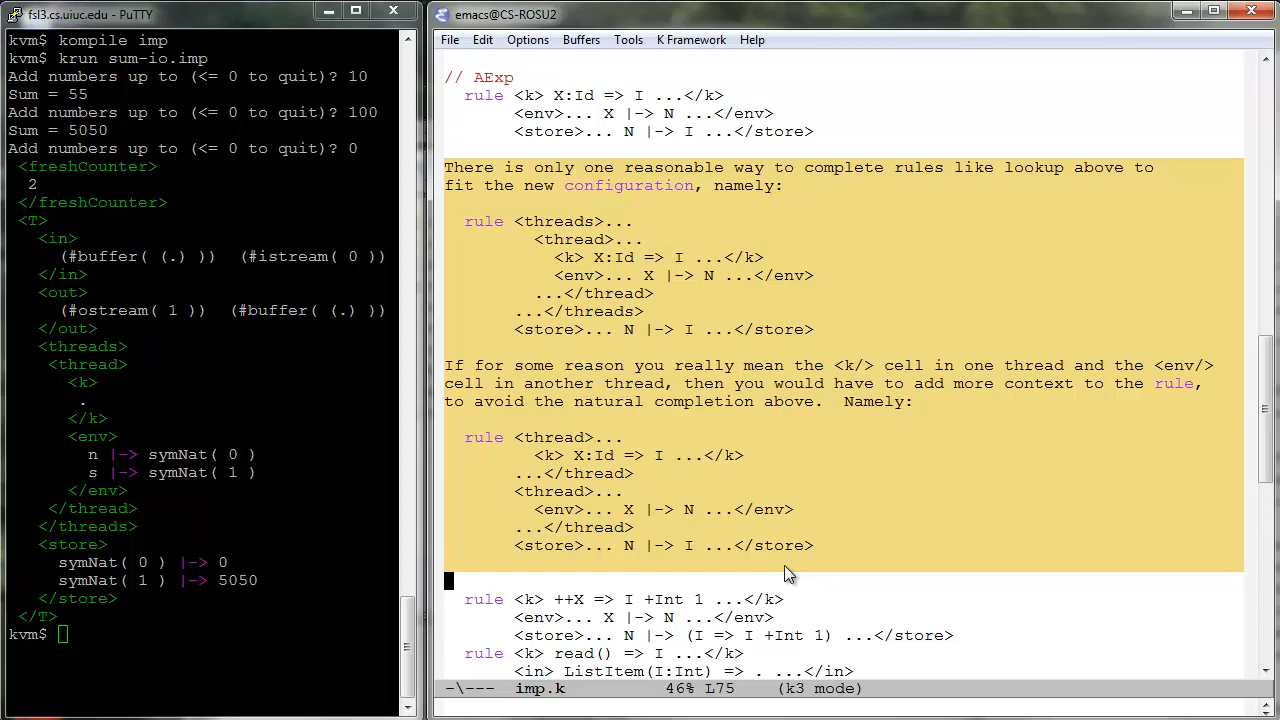 fsl3.cs.uiuc.edu - PuTTY
kvm$ kompile imp
kvm$ krun sum-io.imp
Add numbers up to (<= 0 to quit)? 10
Sum = 55
Add numbers up to (<= 0 to quit)? 100
Sum = 5050
Add numbers up to (<= 0 to quit)? 0
<freshCounter>
2
</freshCounter>
<T>
<in>
(#buffer( (.) ))  (#istream( 0 ))
</in>
<out>
(#ostream( 1 ))  (#buffer( (.) ))
</out>
<threads>
<thread>
<k>
.
</k>
<env>
n |-> symNat( 0 )
s |-> symNat( 1 )
</env>
</thread>
</threads>
<store>
symNat( 0 ) |-> 0
symNat( 1 ) |-> 5050
</store>
</T>
kvm$
emacs@CS-ROSU2
File Edit Options Buffers Tools K Framework Help
// AExp
rule <k> X:Id => I ...</k>
<env>... X |-> N ...</env>
<store>... N |-> I ...</store>
There is only one reasonable way to complete rules like lookup above to
fit the new configuration, namely:
rule <threads>...
<thread>...
<k> X:Id => I ...</k>
<env>... X |-> N ...</env>
...</thread>
...</threads>
<store>... N |-> I ...</store>
If for some reason you really mean the <k/> cell in one thread and the <env/>
cell in another thread, then you would have to add more context to the rule,
to avoid the natural completion above.  Namely:
rule <thread>...
<k> X:Id => I ...</k>
...</thread>
<thread>...
<env>... X |-> N ...</env>
...</thread>
<store>... N |-> I ...</store>
rule <k> ++X => I +Int 1 ...</k>
<env>... X |-> N ...</env>
<store>... N |-> (I => I +Int 1) ...</store>
rule <k> read() => I ...</k>
<in> ListItem(I:Int) => . ...</in>
-\--- imp.k 46% L75 (k3 mode)